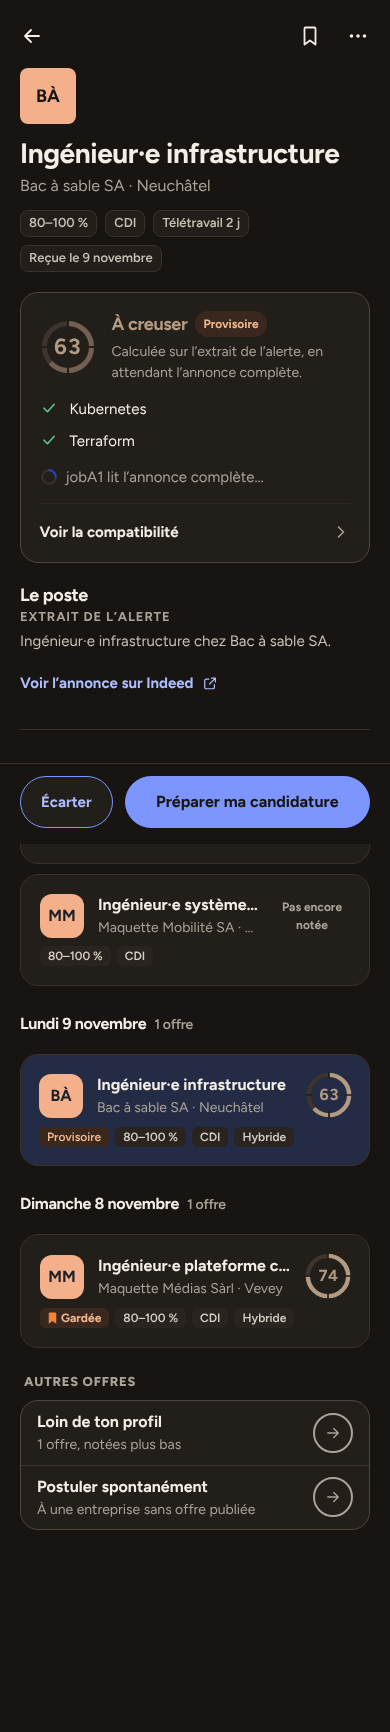 BÀ
Ingénieur·e infrastructure
Bac à sable SA · Neuchâtel
80–100 % CDI Télétravail 2 j
Reçue le 9 novembre
63
À creuser Provisoire
Calculée sur l’extrait de l’alerte, en
attendant l’annonce complète.
Kubernetes
Terraform
jobA1 lit l’annonce complète…
Voir la compatibilité
Le poste
EXTRAIT DE L’ALERTE
Ingénieur·e infrastructure chez Bac à sable SA.
Voir l’annonce sur Indeed
Écarter Préparer ma candidature
MM
Ingénieur·e système…
Maquette Mobilité SA · …
Pas encore
notée
80–100 % CDI
Lundi 9 novembre 1 offre
BÀ
Ingénieur·e infrastructure
Bac à sable SA · Neuchâtel
63
Provisoire 80–100 % CDI Hybride
Dimanche 8 novembre 1 offre
MM
Ingénieur·e plateforme c…
Maquette Médias Sàrl · Vevey
74
Gardée 80–100 % CDI Hybride
AUTRES OFFRES
Loin de ton profil
1 offre, notées plus bas
Postuler spontanément
À une entreprise sans offre publiée